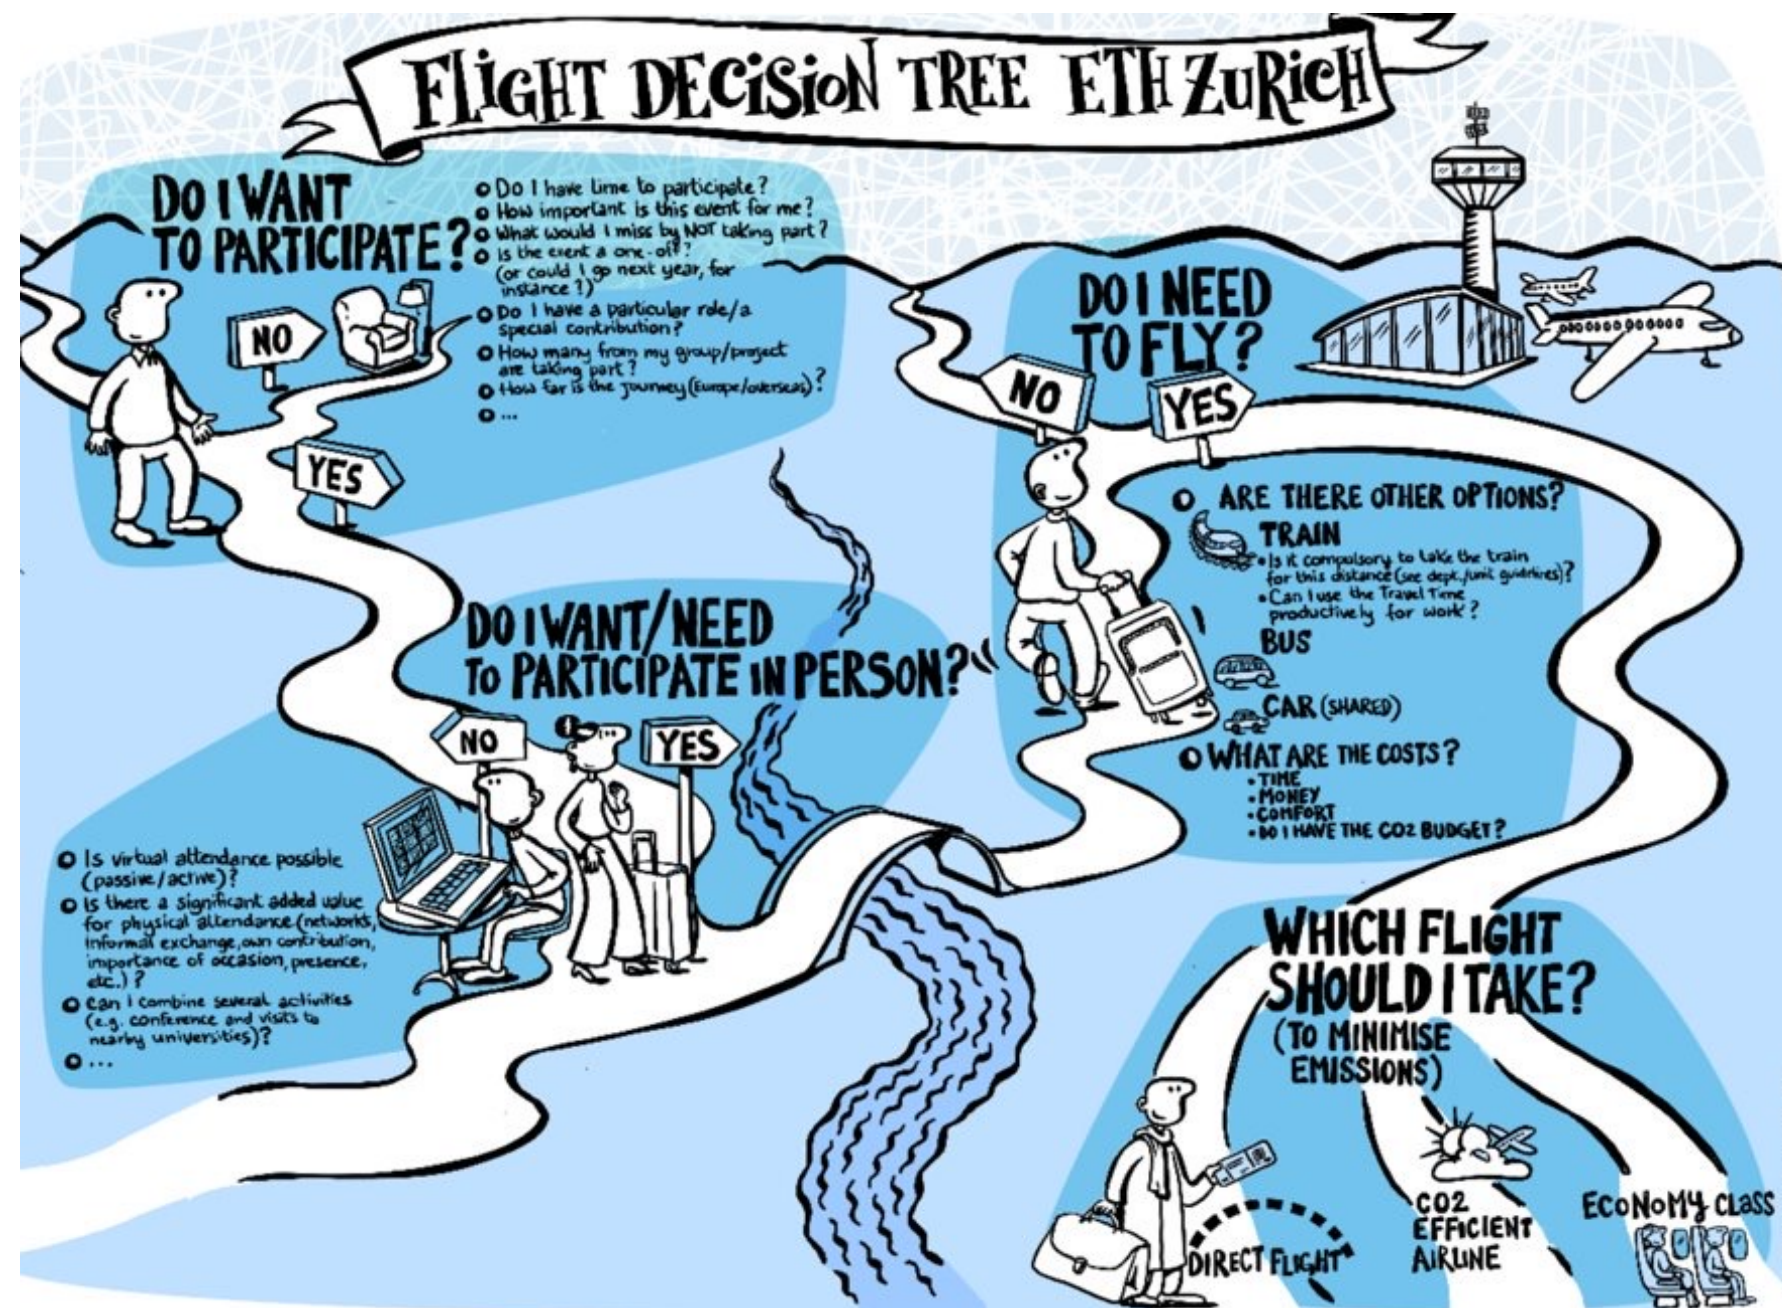 FLiGHT DECiSiON TREE ETH ZURicH
DO I WANT
TO PARTICIPATE?
o Do I have time to participate?
o How important is this event for me?
o What would I miss by NOT taking part?
o Is the event a one-off?
(or could I go next year, for
instance?)
o Do I have a particular role/a
special contribution?
o How many from my group/project
are taking part?
o How far is the journey (Europe/overseas)?
o ...
NO
YES
DO I WANT/NEED
TO PARTICIPATE IN PERSON?
NO
YES
o Is virtual attendance possible
(passive/active)?
o Is there a significant added value
for physical attendance (networks,
informal exchange, own contribution,
importance of occasion, presence,
etc.)?
o Can I combine several activities
(e.g. conference and visits to
nearby universities)?
o ...
DO I NEED
TO FLY?
NO
YES
o ARE THERE OTHER OPTIONS?
TRAIN
• Is it compulsory to take the train
for this distance (see dept./unit guidelines)?
• Can I use the Travel Time
productively for work?
BUS
CAR (SHARED)
o WHAT ARE THE COSTS?
• TIME
• MONEY
• COMFORT
• DO I HAVE THE CO2 BUDGET?
WHICH FLIGHT
SHOULD I TAKE?
(TO MINIMISE
EMISSIONS)
DIRECT FLIGHT
CO2
EFFICIENT
AIRLINE
ECONOMY CLASS